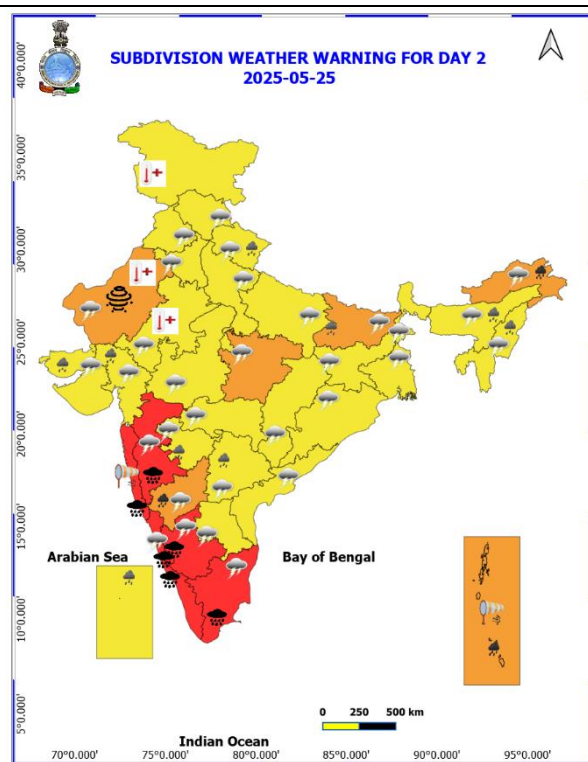 SUBDIVISION WEATHER WARNING FOR DAY 2
2025-05-25
40°0.000'
35°0.000'
30°0.000'
25°0.000'
20°0.000'
15°0.000'
10°0.000'
5°0.000'
Arabian Sea
Bay of Bengal
0 250 500 km
Indian Ocean
70°0.000' 75°0.000' 80°0.000' 85°0.000' 90°0.000' 95°0.000'